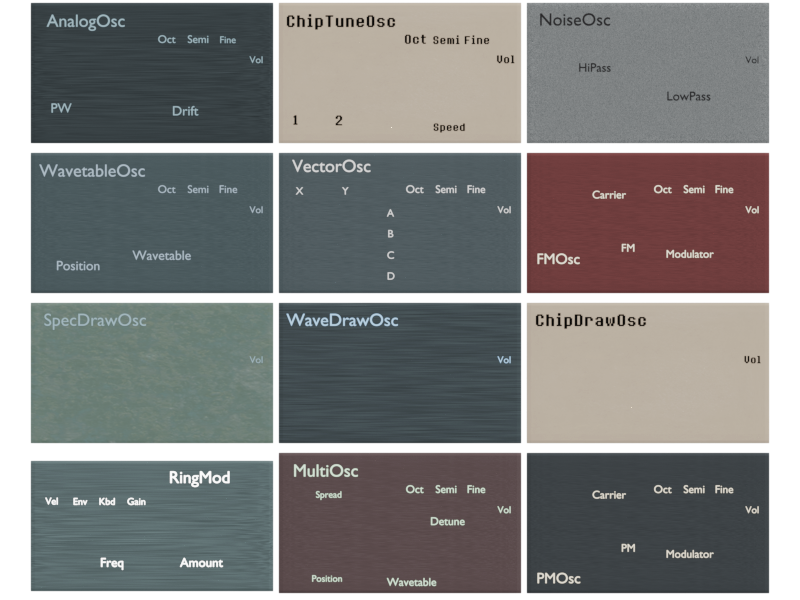 AnalogOsc
Oct Semi Fine
Vol
PW
Drift
ChipTuneOsc
Oct Semi Fine
Vol
1 2
Speed
NoiseOsc
Vol
HiPass
LowPass
WavetableOsc
Oct Semi Fine
Vol
Wavetable
Position
VectorOsc
X Y Oct Semi Fine
A Vol
B
C
D
Carrier Oct Semi Fine
Vol
FM Modulator
FMOsc
SpecDrawOsc
Vol
WaveDrawOsc
Vol
ChipDrawOsc
Vol
RingMod
Vel Env Kbd Gain
Freq Amount
MultiOsc
Spread Oct Semi Fine
Vol
Detune
Position Wavetable
Carrier Oct Semi Fine
Vol
PM Modulator
PMOsc